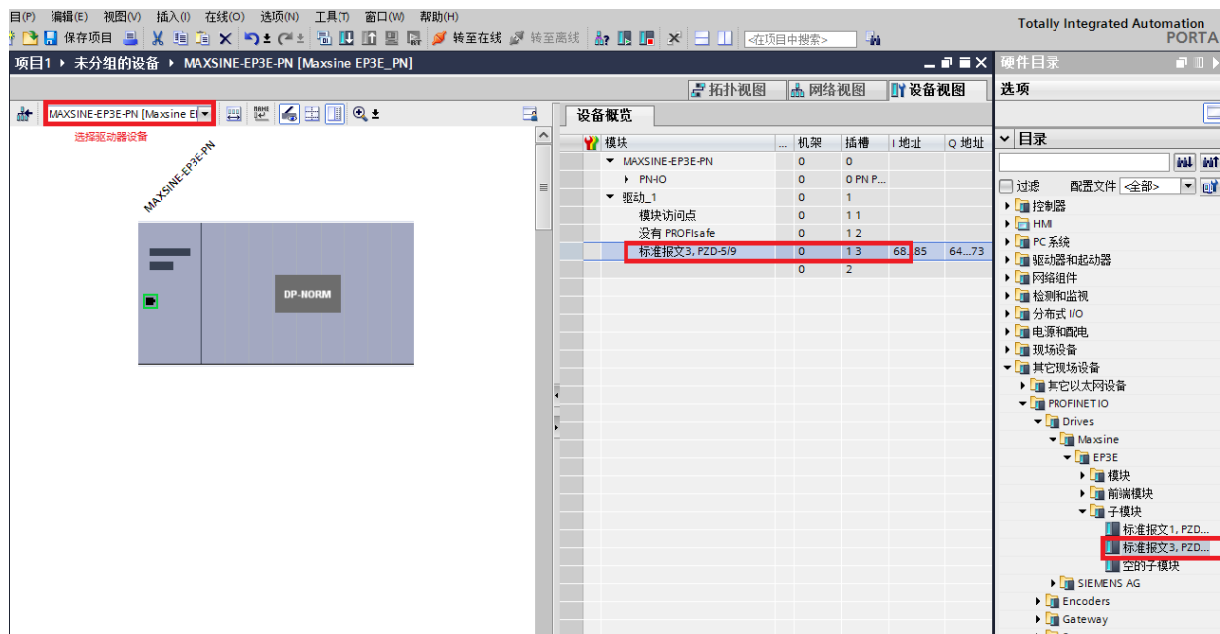 目(P) 编辑(E) 视图(V) 插入(I) 在线(O) 选项(N) 工具(T) 窗口(W) 帮助(H)
保存项目 转至在线 转至离线 <在项目中搜索>
Totally Integrated Automation
PORTA
项目1 ▸ 未分组的设备 ▸ MAXSINE-EP3E-PN [Maxsine EP3E_PN]
硬件目录
拓扑视图 网络视图 设备视图
选项
MAXSINE-EP3E-PN [Maxsine E
选择驱动器设备
MAXSINE-EP3E-PN
DP-NORM
设备概览
模块 ... 机架 插槽 I 地址 Q 地址
MAXSINE-EP3E-PN 0 0
PN-IO 0 0 PN P...
驱动_1 0 1
模块访问点 0 1 1
没有 PROFIsafe 0 1 2
标准报文3, PZD-5/9 0 1 3 68...85 64...73
0 2
目录
过滤 配置文件 <全部>
控制器
HMI
PC 系统
驱动器和起动器
网络组件
检测和监视
分布式 I/O
电源和配电
现场设备
其它现场设备
其它以太网设备
PROFINET IO
Drives
Maxsine
EP3E
模块
前端模块
子模块
标准报文1, PZD...
标准报文3, PZD...
空的子模块
SIEMENS AG
Encoders
Gateway